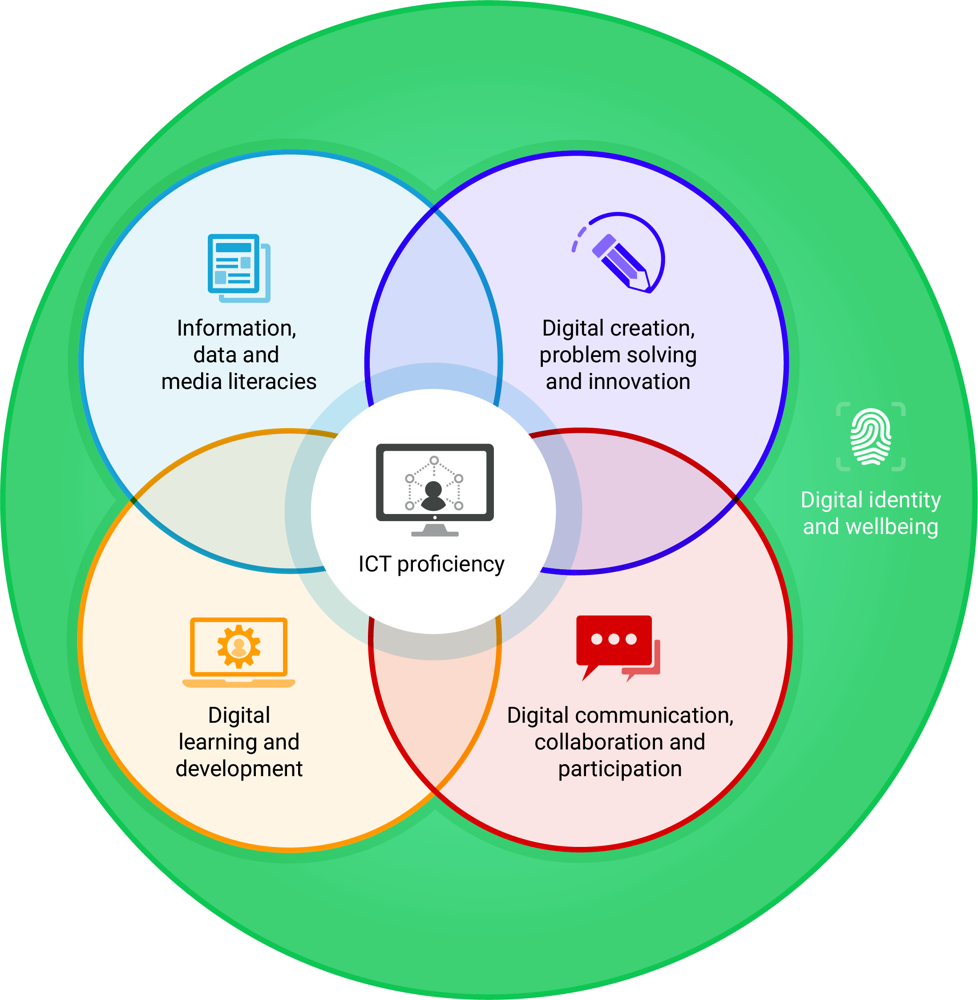 Information,
data and
media literacies
Digital creation,
problem solving
and innovation
ICT proficiency
Digital identity
and wellbeing
Digital
learning and
development
Digital communication,
collaboration and
participation